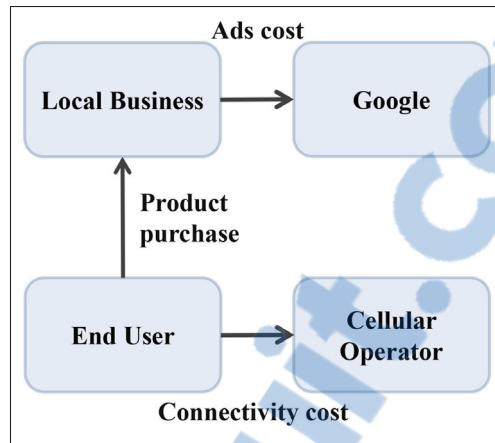 Ads cost
Local Business
Google
Product
purchase
End User
Cellular
Operator
Connectivity cost